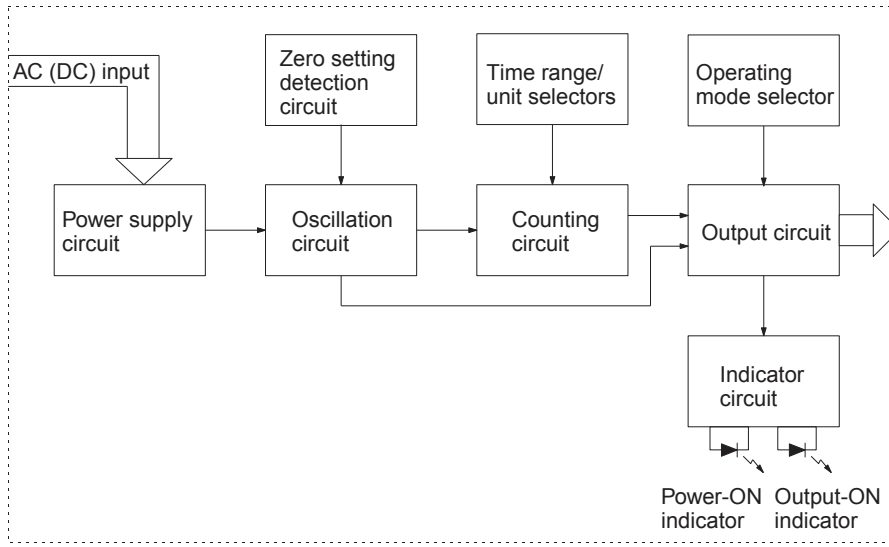 AC (DC) input
Zero setting
detection
circuit
Time range/
unit selectors
Operating
mode selector
Power supply
circuit
Oscillation
circuit
Counting
circuit
Output circuit
Indicator
circuit
Power-ON
indicator
Output-ON
indicator